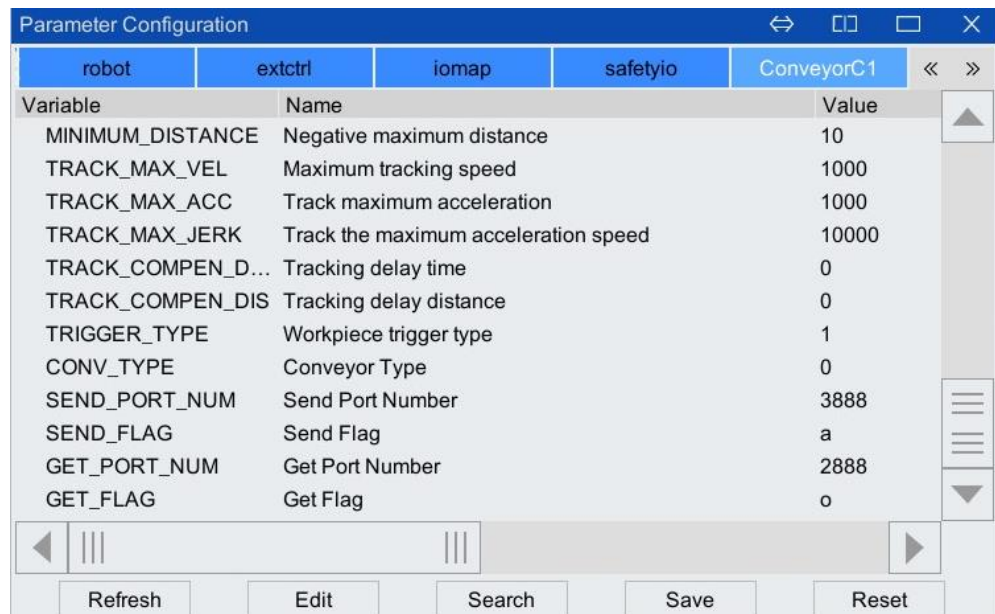 Parameter Configuration
robot extctrl iomap safetyio ConveyorC1 « »
Variable Name Value
MINIMUM_DISTANCE Negative maximum distance 10
TRACK_MAX_VEL Maximum tracking speed 1000
TRACK_MAX_ACC Track maximum acceleration 1000
TRACK_MAX_JERK Track the maximum acceleration speed 10000
TRACK_COMPEN_D... Tracking delay time 0
TRACK_COMPEN_DIS Tracking delay distance 0
TRIGGER_TYPE Workpiece trigger type 1
CONV_TYPE Conveyor Type 0
SEND_PORT_NUM Send Port Number 3888
SEND_FLAG Send Flag a
GET_PORT_NUM Get Port Number 2888
GET_FLAG Get Flag o
Refresh Edit Search Save Reset